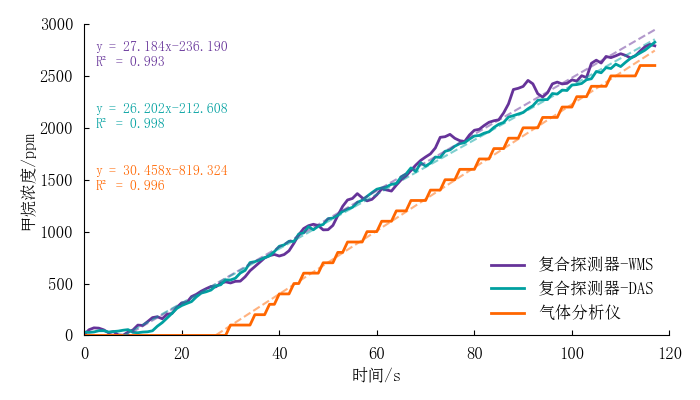 3000
2500
2000
1500
1000
500
0
甲烷浓度/ppm
y = 27.184x-236.190
R² = 0.993
y = 26.202x-212.608
R² = 0.998
y = 30.458x-819.324
R² = 0.996
复合探测器-WMS
复合探测器-DAS
气体分析仪
0 20 40 60 80 100 120
时间/s